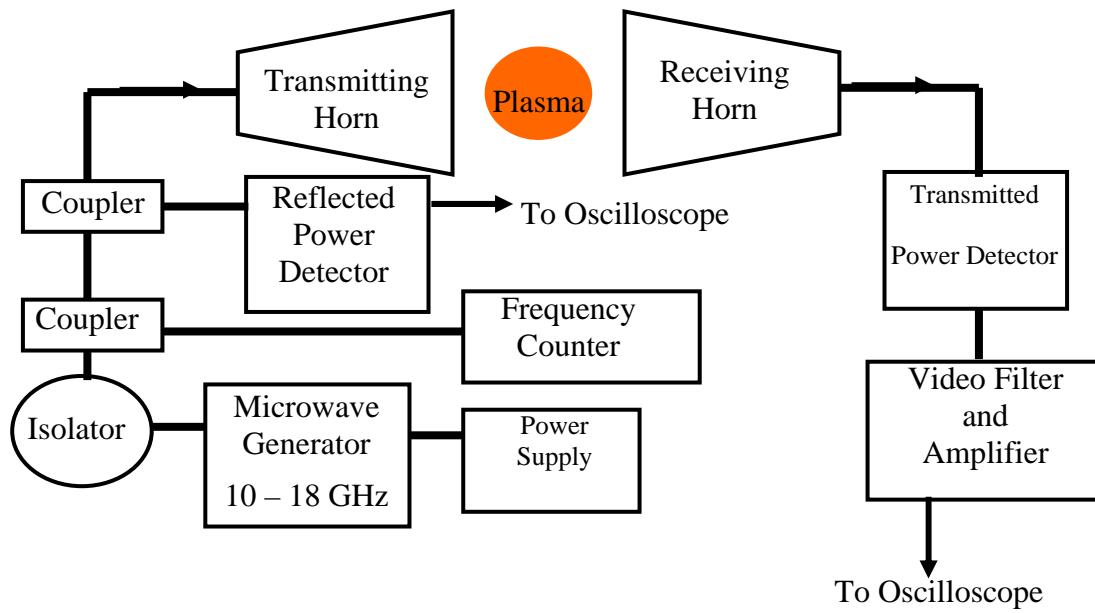 Transmitting
Horn
Plasma
Receiving
Horn
Coupler
Reflected
Power
Detector
To Oscilloscope
Transmitted
Power Detector
Coupler
Frequency
Counter
Isolator
Microwave
Generator
10 – 18 GHz
Power
Supply
Video Filter
and
Amplifier
To Oscilloscope